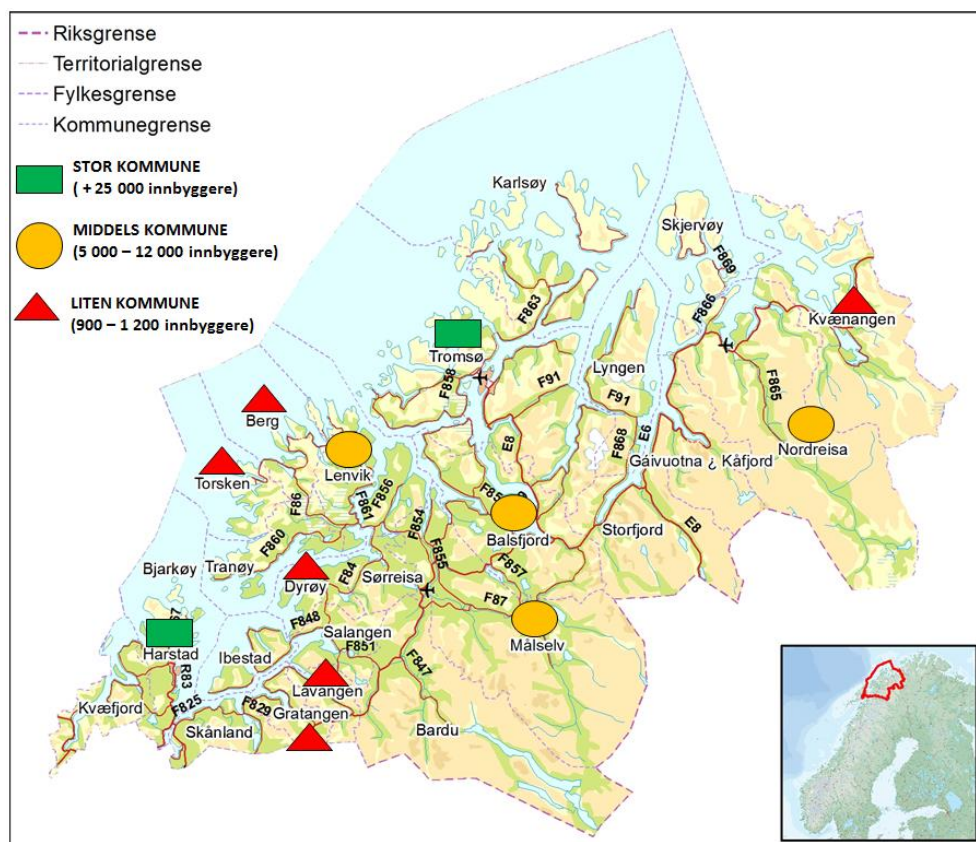 Riksgrense
Territorialgrense
Fylkesgrense
Kommunegrense
STOR KOMMUNE
( +25 000 innbyggere)
MIDDELS KOMMUNE
(5 000 – 12 000 innbyggere)
LITEN KOMMUNE
(900 – 1 200 innbyggere)
Karlsøy
Skjervøy
F869
F866
F863
Kvænangen
Tromsø
F858
Lyngen
F91
F91
F865
Berg
Nordreisa
Lenvik
E8
F868
E6
Gáivuotna ¿ Kåfjord
Torsken
F86
F861
F856
F854
Balsfjord
Storfjord
E8
F860
F855
F857
Bjarkøy
Tranøy
Dyrøy
F84
Sørreisa
F87
Målselv
F848
Salangen
F851
Harstad
R83
Ibestad
F847
Lavangen
Kvæfjord
F825
F829
Gratangen
Skånland
Bardu